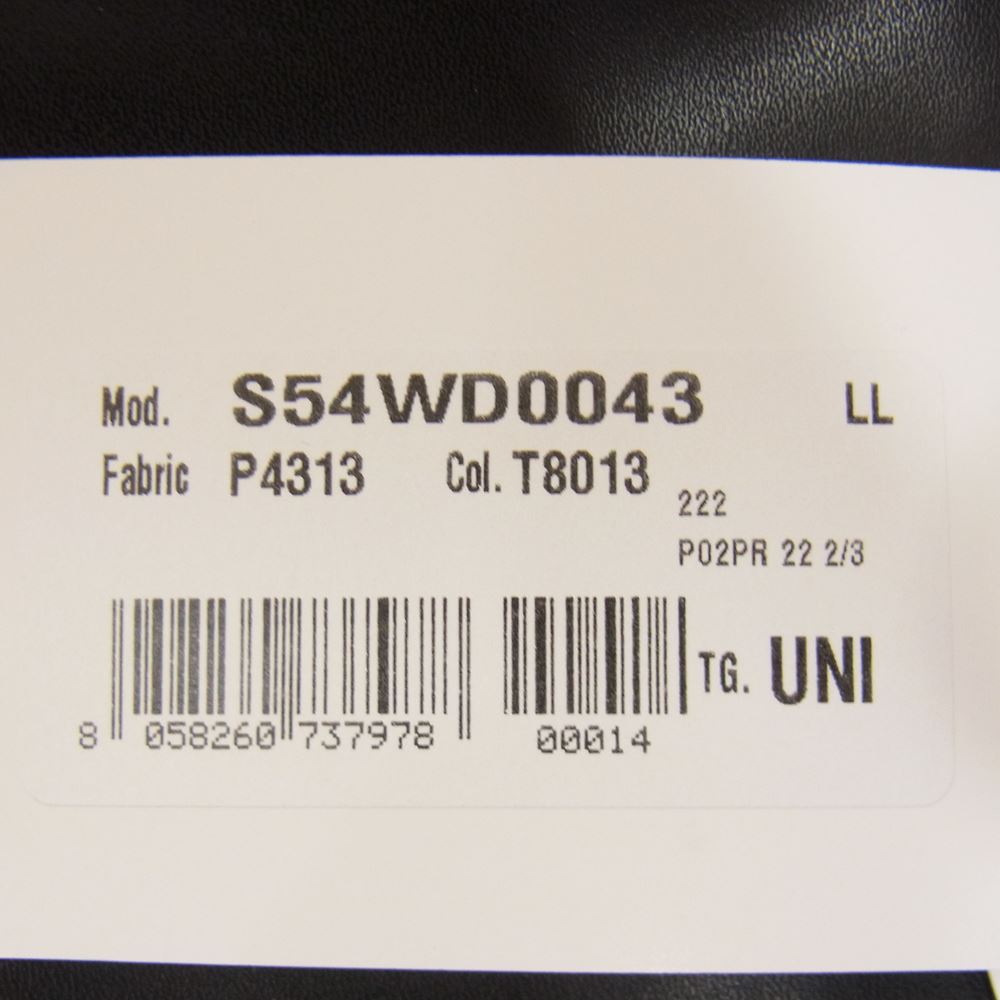 Mod. S54WD0043 LL
Fabric P4313 Col. T8013
222
P02PR 22 2/3
TG. UNI
8 058260 737978 00014